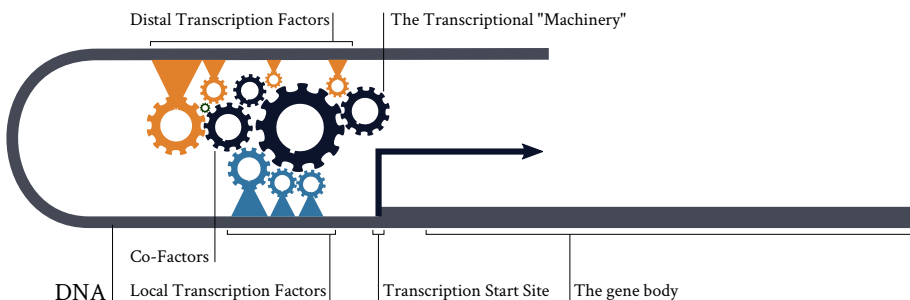 Distal Transcription Factors
The Transcriptional "Machinery"
Co-Factors
DNA
Local Transcription Factors
Transcription Start Site
The gene body